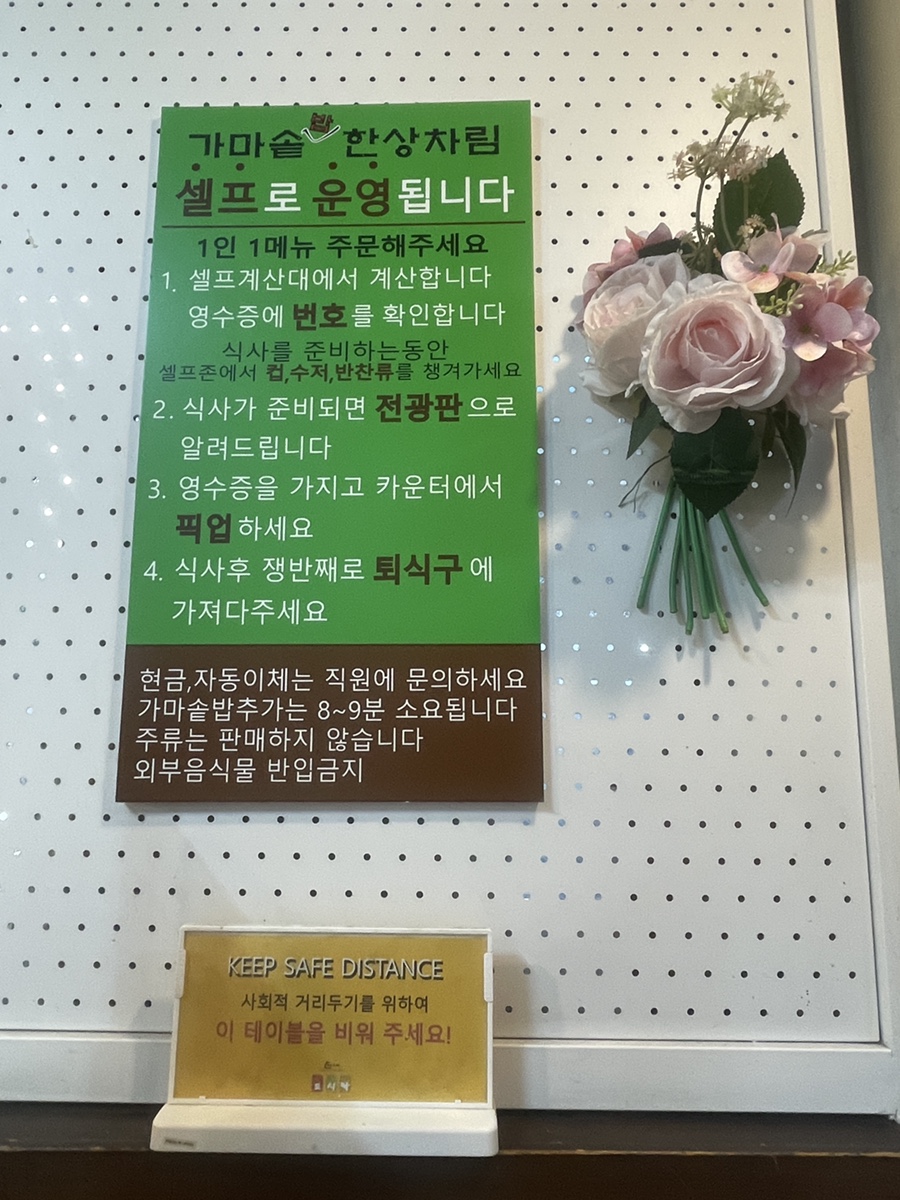 가마솥밥 한상차림
셀프로 운영됩니다
1인 1메뉴 주문해주세요
1. 셀프계산대에서 계산합니다
영수증에 번호를 확인합니다
식사를 준비하는동안
셀프존에서 컵,수저,반찬류를 챙겨가세요
2. 식사가 준비되면 전광판으로
알려드립니다
3. 영수증을 가지고 카운터에서
픽업하세요
4. 식사후 쟁반째로 퇴식구에
가져다주세요
현금,자동이체는 직원에 문의하세요
가마솥밥추가는 8~9분 소요됩니다
주류는 판매하지 않습니다
외부음식물 반입금지
KEEP SAFE DISTANCE
사회적 거리두기를 위하여
이 테이블을 비워 주세요!